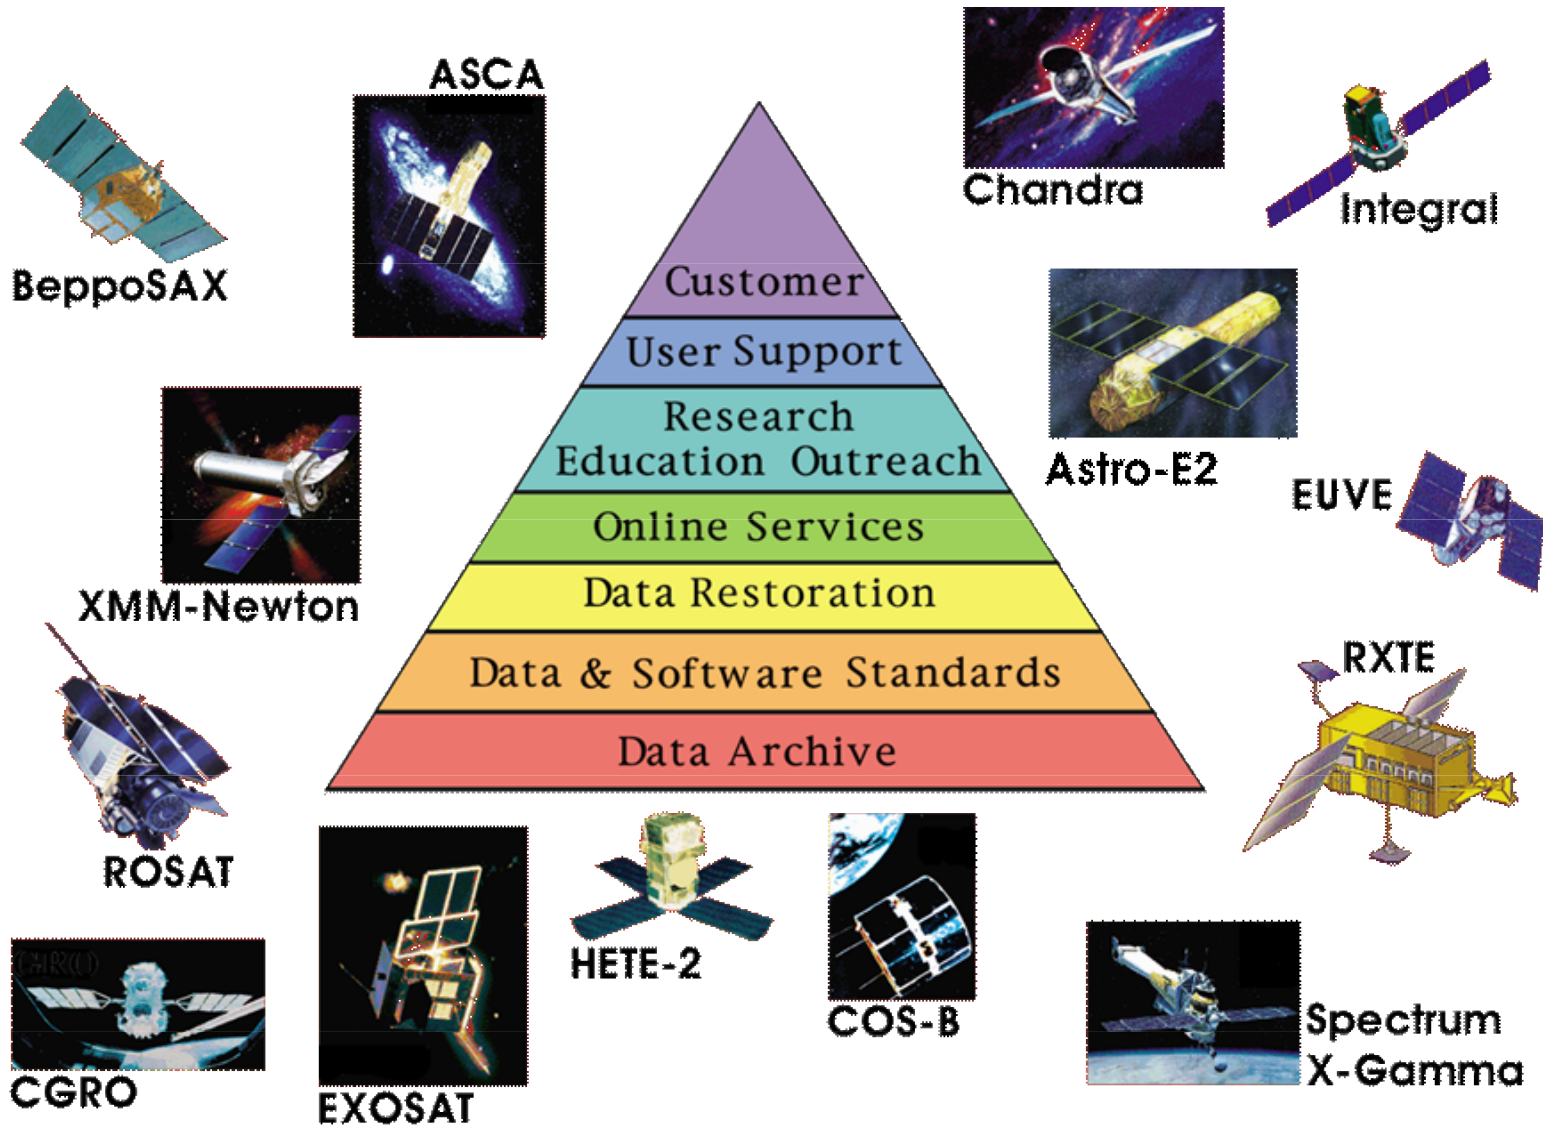 ASCA
Chandra
Integral
BeppoSAX
Customer
User Support
Research
Education Outreach
Astro-E2
EUVE
Online Services
XMM-Newton
Data Restoration
RXTE
Data & Software Standards
Data Archive
ROSAT
HETE-2
COS-B
Spectrum
X-Gamma
CGRO
EXOSAT